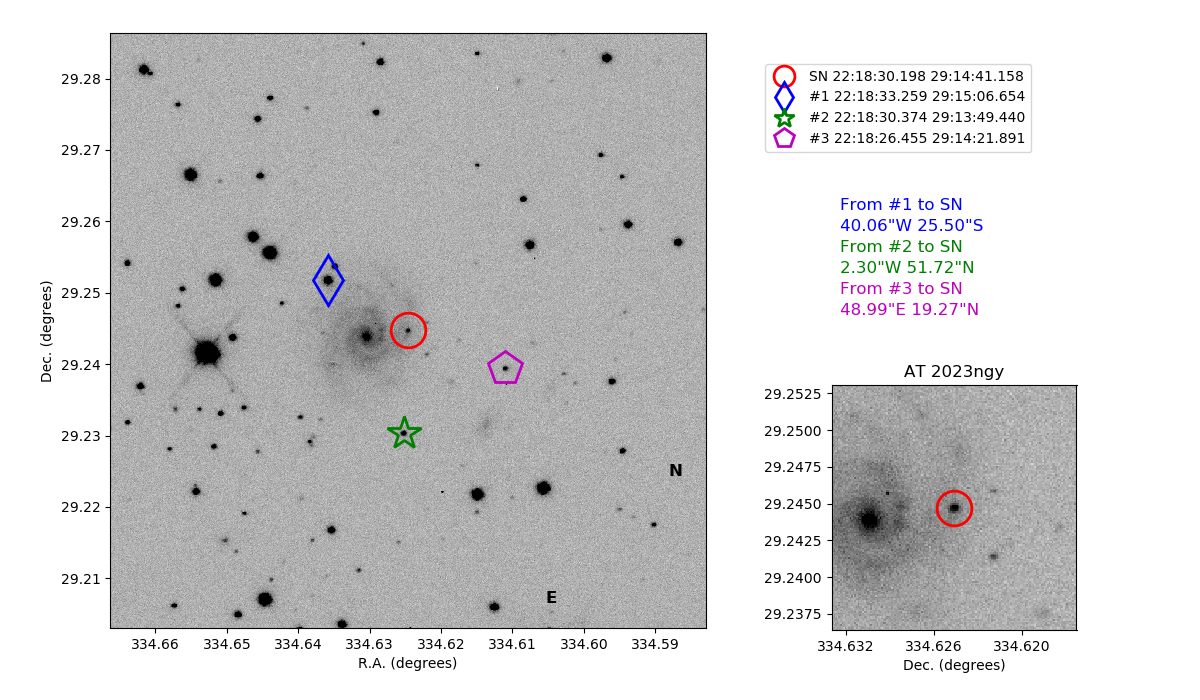 29.28
29.27
29.26
29.25
29.24
29.23
29.22
29.21
Dec. (degrees)
334.66 334.65 334.64 334.63 334.62 334.61 334.60 334.59
R.A. (degrees)
N
E
SN 22:18:30.198 29:14:41.158
#1 22:18:33.259 29:15:06.654
#2 22:18:30.374 29:13:49.440
#3 22:18:26.455 29:14:21.891
From #1 to SN
40.06"W 25.50"S
From #2 to SN
2.30"W 51.72"N
From #3 to SN
48.99"E 19.27"N
AT 2023ngy
29.2525
29.2500
29.2475
29.2450
29.2425
29.2400
29.2375
334.632 334.626 334.620
Dec. (degrees)